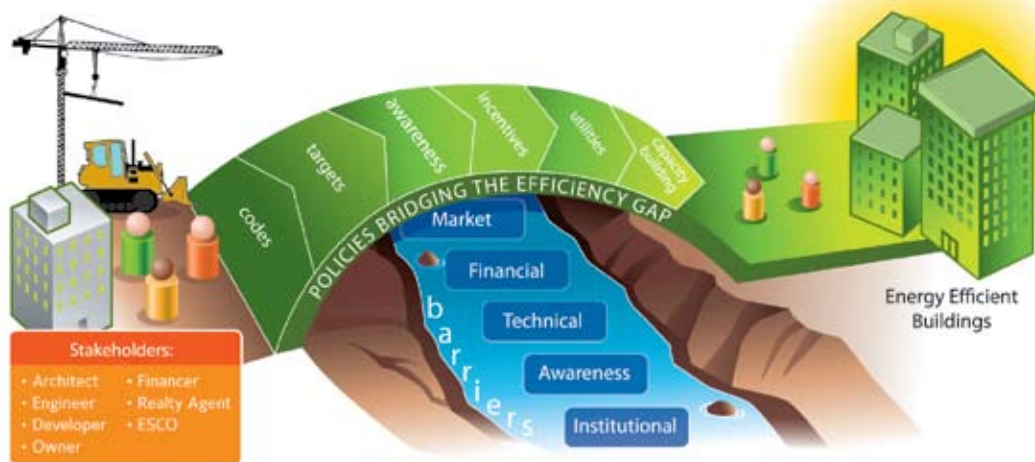 codes
targets
awareness
incentives
utilities
capacity
building
POLICIES BRIDGING THE EFFICIENCY GAP
Market
Financial
Technical
Awareness
Institutional
barriers
Energy Efficient
Buildings
Stakeholders:
• Architect
• Engineer
• Developer
• Owner
• Financer
• Realty Agent
• ESCO